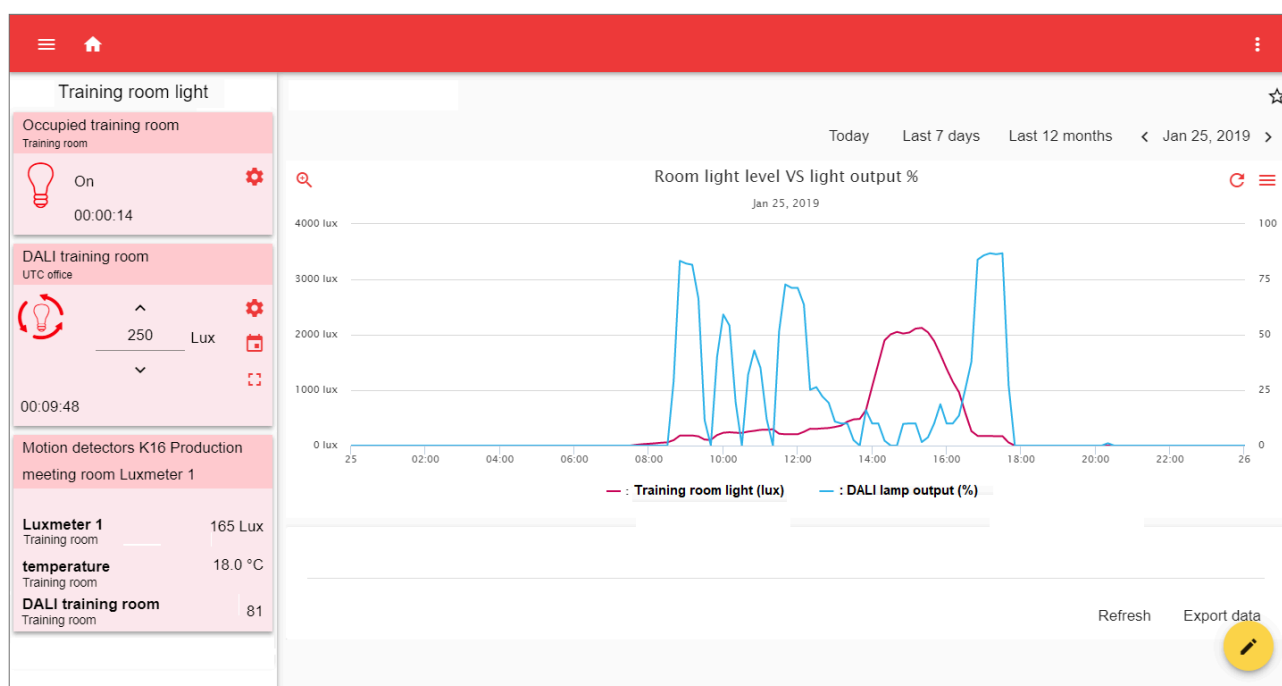 Training room light
Occupied training room
Training room
On
00:00:14
DALI training room
UTC office
250 Lux
00:09:48
Motion detectors K16 Production
meeting room Luxmeter 1
Luxmeter 1 165 Lux
Training room
temperature 18.0 °C
Training room
DALI training room 81
Training room
Today Last 7 days Last 12 months Jan 25, 2019
Room light level VS light output %
Jan 25, 2019
4000 lux 100
3000 lux 75
2000 lux 50
1000 lux 25
0 lux 0
25 02:00 04:00 06:00 08:00 10:00 12:00 14:00 16:00 18:00 20:00 22:00 26
: Training room light (lux) : DALI lamp output (%)
Refresh Export data